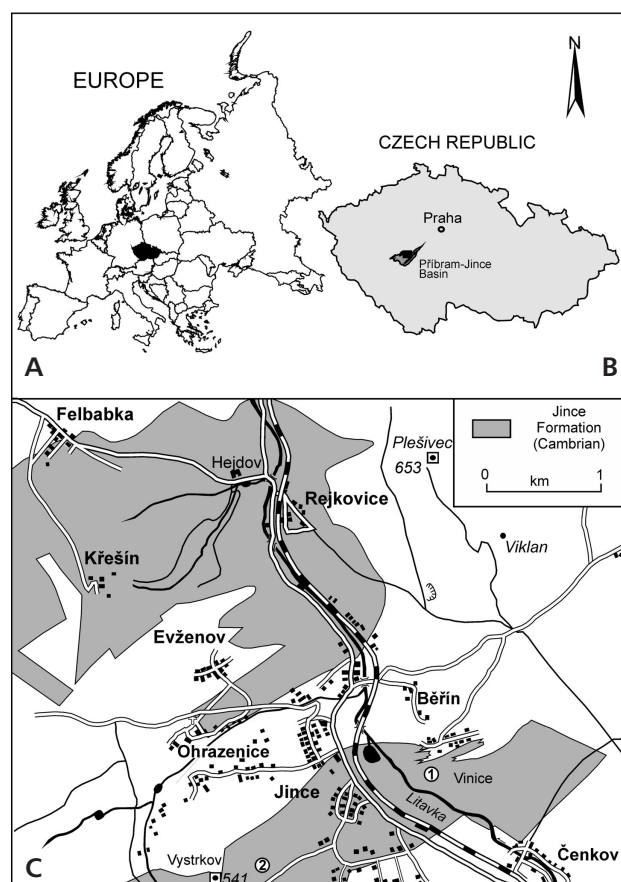 N
EUROPE
CZECH REPUBLIC
Praha
Příbram-Jince
Basin
A
B
Felbabka
Jince
Formation
(Cambrian)
0
1
km
Plešivec
653
Hejdov
Rejkovice
Viklan
Křešín
Evženov
Běřín
Ohrazenice
1
Vinice
Jince
Litavka
Čenkov
Vystrkov
541
2
C